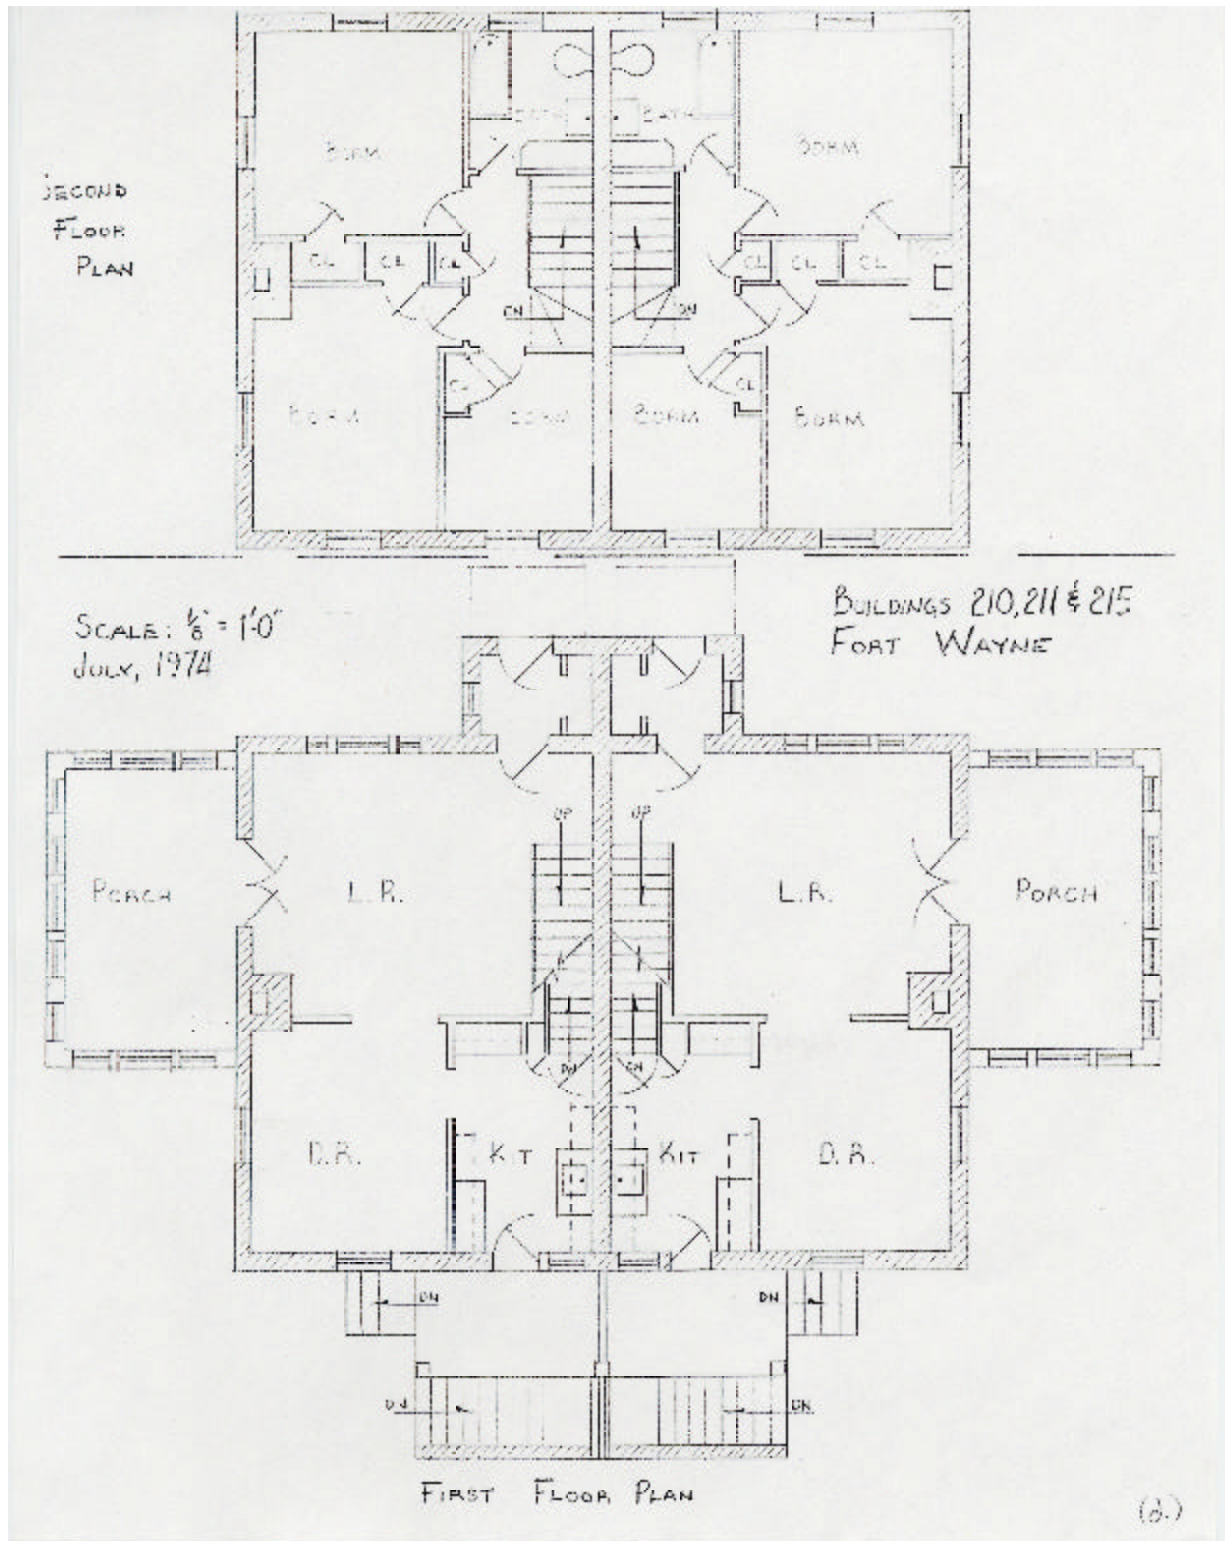 BDRM
BATH
BATH
BDRM
SECOND
FLOOR
PLAN
CL
CL
CL
CL
CL
CL
DN
DN
CL
CL
BDRM
BDRM
BDRM
BDRM
SCALE: 1/8" = 1'-0"
JULY, 1974
BUILDINGS 210, 211 & 215
FORT WAYNE
UP
UP
PORCH
L.R.
L.R.
PORCH
DN
DN
D.R.
KIT
KIT
D.R.
DN
DN
DN
DN
FIRST FLOOR PLAN